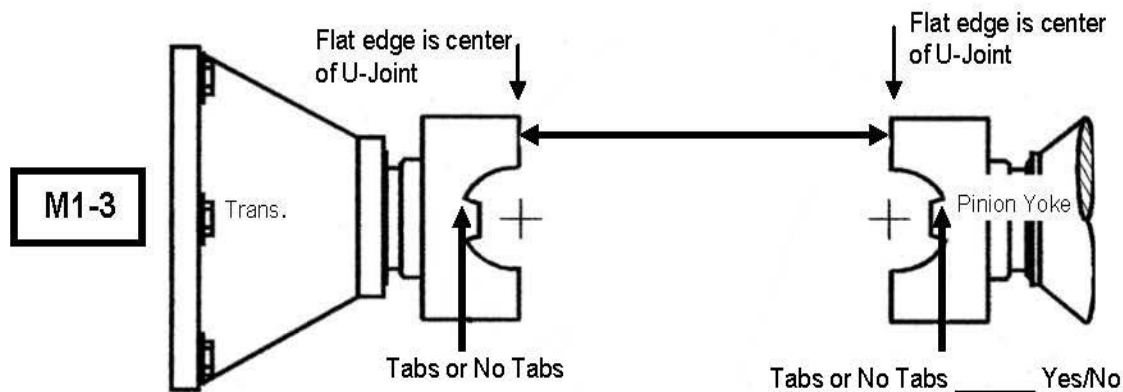 Flat edge is center
of U-Joint
Flat edge is center
of U-Joint
M1-3
Trans.
Pinion Yoke
Tabs or No Tabs
Tabs or No Tabs ______ Yes/No __